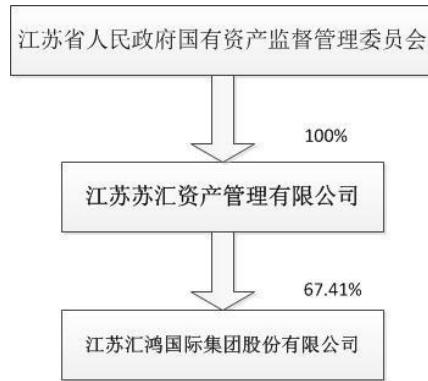 江苏省人民政府国有资产监督管理委员会
100%
江苏苏汇资产管理有限公司
67.41%
江苏汇鸿国际集团股份有限公司